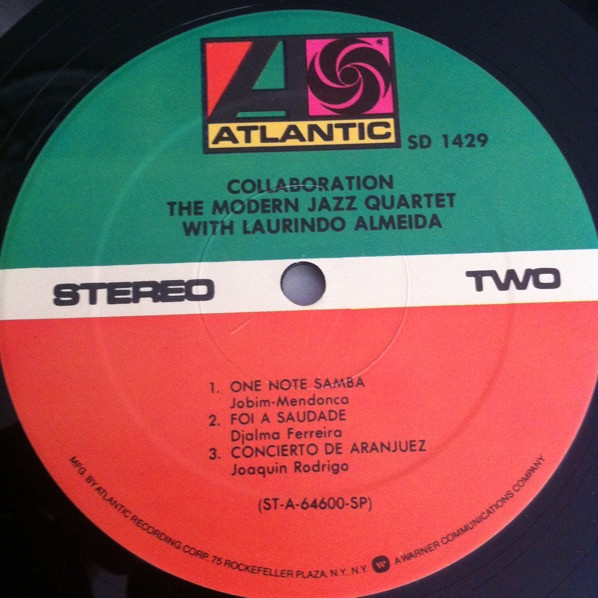 ATLANTIC
SD 1429
COLLABORATION
THE MODERN JAZZ QUARTET
WITH LAURINDO ALMEIDA
STEREO
TWO
1. ONE NOTE SAMBA
Jobim-Mendonca
2. FOI A SAUDADE
Djalma Ferreira
3. CONCIERTO DE ARANJUEZ
Joaquin Rodrigo
(ST-A-64600-SP)
MFG. BY ATLANTIC RECORDING CORP. 75 ROCKEFELLER PLAZA, N.Y., N.Y. W A WARNER COMMUNICATIONS COMPANY